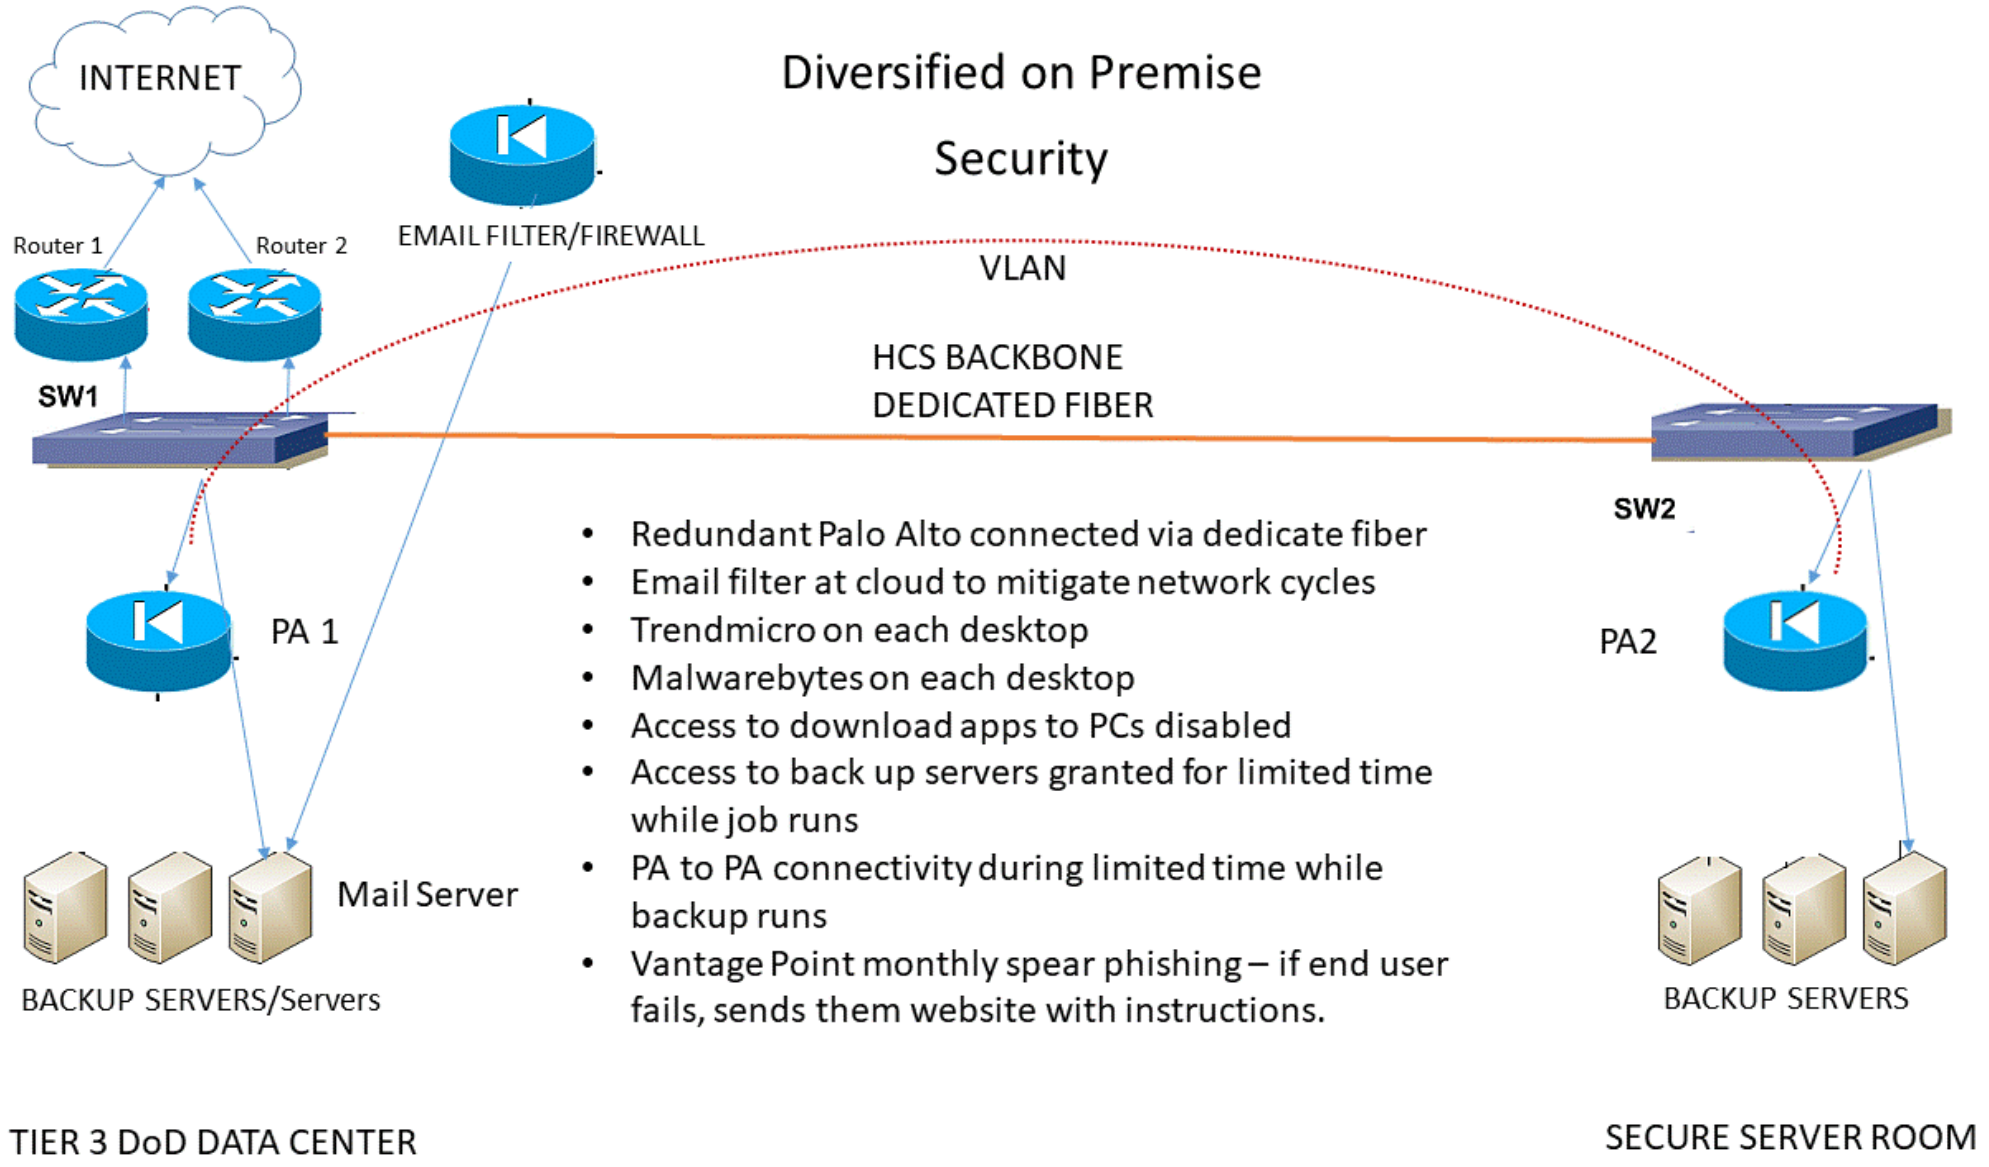 INTERNET
Diversified on Premise
Security
Router 1
Router 2
EMAIL FILTER/FIREWALL
VLAN
HCS BACKBONE
DEDICATED FIBER
SW1
SW2
• Redundant Palo Alto connected via dedicate fiber
• Email filter at cloud to mitigate network cycles
• Trendmicro on each desktop
• Malwarebytes on each desktop
• Access to download apps to PCs disabled
• Access to back up servers granted for limited time
while job runs
• PA to PA connectivity during limited time while
backup runs
• Vantage Point monthly spear phishing – if end user
fails, sends them website with instructions.
PA 1
PA2
Mail Server
BACKUP SERVERS/Servers
BACKUP SERVERS
TIER 3 DoD DATA CENTER
SECURE SERVER ROOM